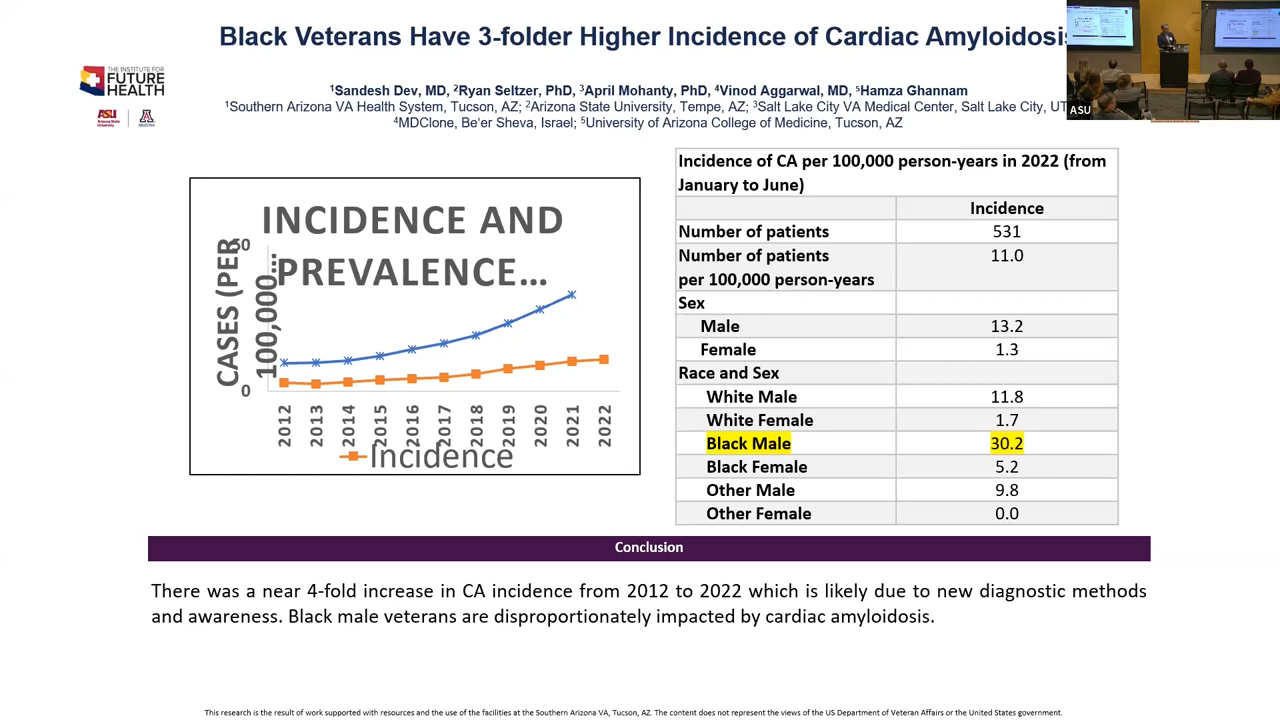 Black Veterans Have 3-folder Higher Incidence of Cardiac Amyloidosis
THE INSTITUTE FOR
FUTURE
HEALTH
ASU
Arizona State
University
A
ARIZONA
¹Sandesh Dev, MD, ²Ryan Seltzer, PhD, ³April Mohanty, PhD, ⁴Vinod Aggarwal, MD, ⁵Hamza Ghannam
¹Southern Arizona VA Health System, Tucson, AZ; ²Arizona State University, Tempe, AZ; ³Salt Lake City VA Medical Center, Salt Lake City, UT
⁴MDClone, Be'er Sheva, Israel; ⁵University of Arizona College of Medicine, Tucson, AZ
ASU
INCIDENCE AND
PREVALENCE…
CASES (PER
100,000…
50
0
2012 2013 2014 2015 2016 2017 2018 2019 2020 2021 2022
Incidence
Incidence of CA per 100,000 person-years in 2022 (from
January to June)
Incidence
Number of patients 531
Number of patients 11.0
per 100,000 person-years
Sex
Male 13.2
Female 1.3
Race and Sex
White Male 11.8
White Female 1.7
Black Male 30.2
Black Female 5.2
Other Male 9.8
Other Female 0.0
Conclusion
There was a near 4-fold increase in CA incidence from 2012 to 2022 which is likely due to new diagnostic methods
and awareness. Black male veterans are disproportionately impacted by cardiac amyloidosis.
This research is the result of work supported with resources and the use of the facilities at the Southern Arizona VA, Tucson, AZ. The content does not represent the views of the US Department of Veteran Affairs or the United States government.